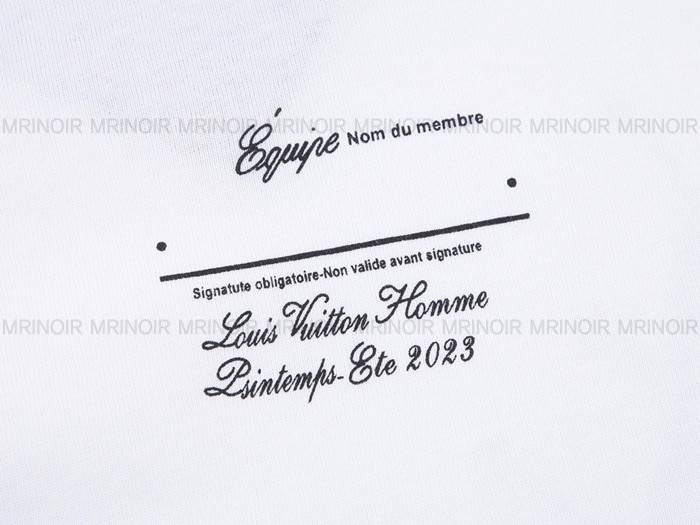 MRINOIR MRINOIR MRINOIR MRINOIR MRINOIR MRINOIR MRINOIR MRINOIR
Équipe Nom du membre
Signatute obligatoire-Non valide avant signature
MRINOIR MRINOIR MRINOIR MRINOIR MRINOIR MRINOIR MRINOIR MRINOIR
Louis Vuitton Homme
Psintemps-Ete 2023